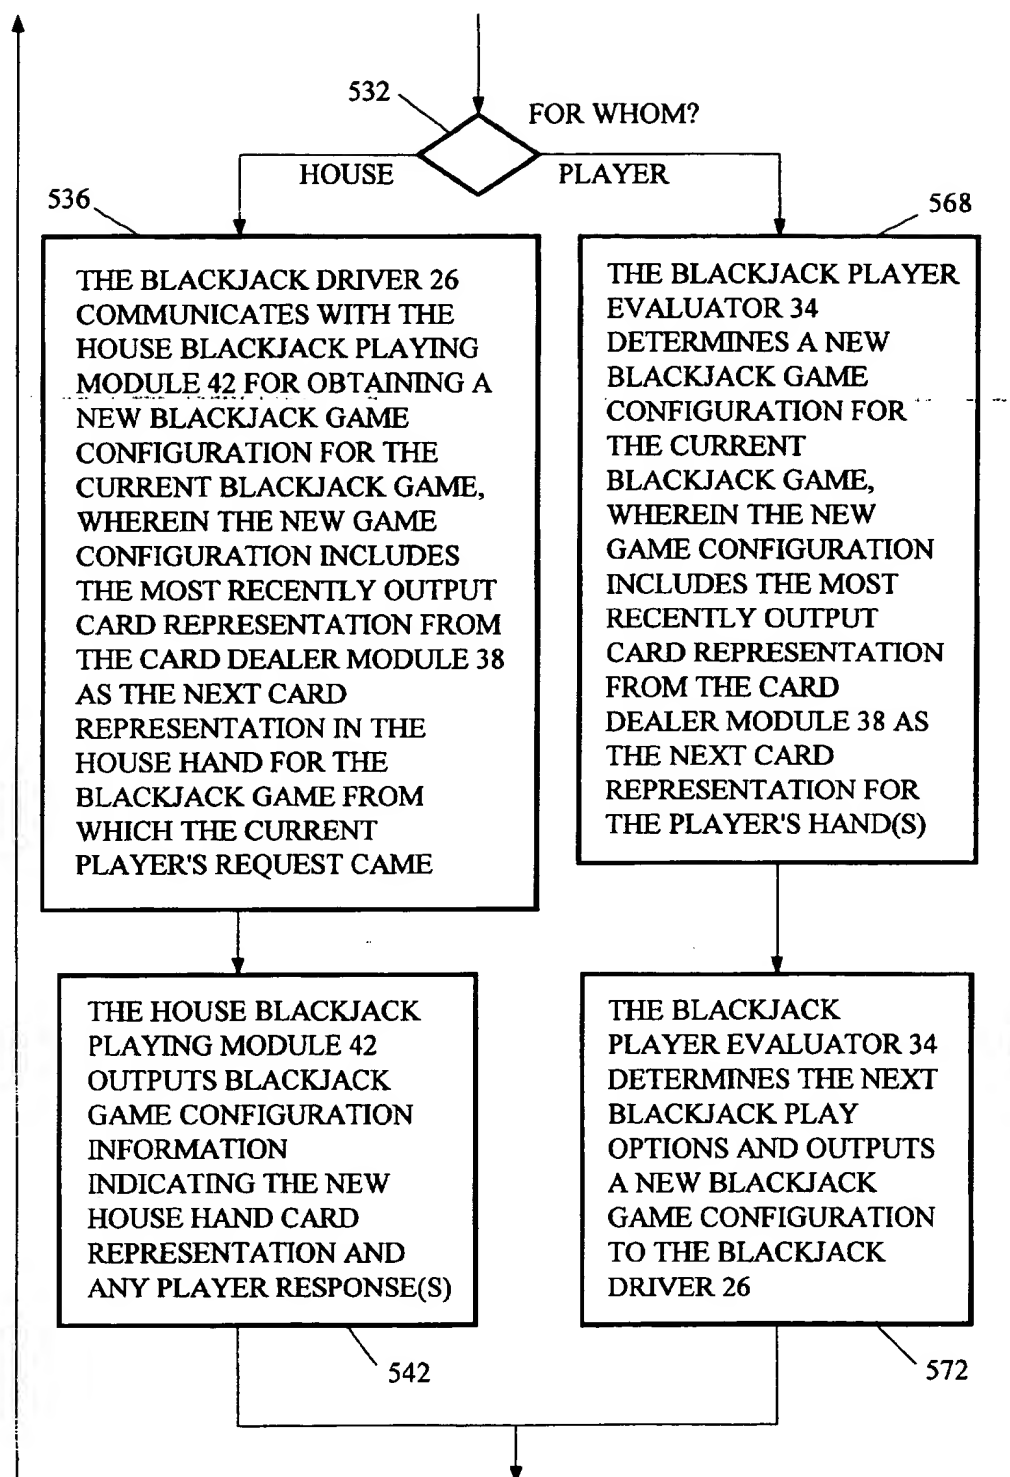 532
FOR WHOM?
HOUSE
PLAYER
536
568
THE BLACKJACK DRIVER 26
COMMUNICATES WITH THE
HOUSE BLACKJACK PLAYING
MODULE 42 FOR OBTAINING A
NEW BLACKJACK GAME
CONFIGURATION FOR THE
CURRENT BLACKJACK GAME,
WHEREIN THE NEW GAME
CONFIGURATION INCLUDES
THE MOST RECENTLY OUTPUT
CARD REPRESENTATION FROM
THE CARD DEALER MODULE 38
AS THE NEXT CARD
REPRESENTATION IN THE
HOUSE HAND FOR THE
BLACKJACK GAME FROM
WHICH THE CURRENT
PLAYER'S REQUEST CAME
THE BLACKJACK PLAYER
EVALUATOR 34
DETERMINES A NEW
BLACKJACK GAME
CONFIGURATION FOR
THE CURRENT
BLACKJACK GAME,
WHEREIN THE NEW
GAME CONFIGURATION
INCLUDES THE MOST
RECENTLY OUTPUT
CARD REPRESENTATION
FROM THE CARD
DEALER MODULE 38 AS
THE NEXT CARD
REPRESENTATION FOR
THE PLAYER'S HAND(S)
THE HOUSE BLACKJACK
PLAYING MODULE 42
OUTPUTS BLACKJACK
GAME CONFIGURATION
INFORMATION
INDICATING THE NEW
HOUSE HAND CARD
REPRESENTATION AND
ANY PLAYER RESPONSE(S)
THE BLACKJACK
PLAYER EVALUATOR 34
DETERMINES THE NEXT
BLACKJACK PLAY
OPTIONS AND OUTPUTS
A NEW BLACKJACK
GAME CONFIGURATION
TO THE BLACKJACK
DRIVER 26
542
572